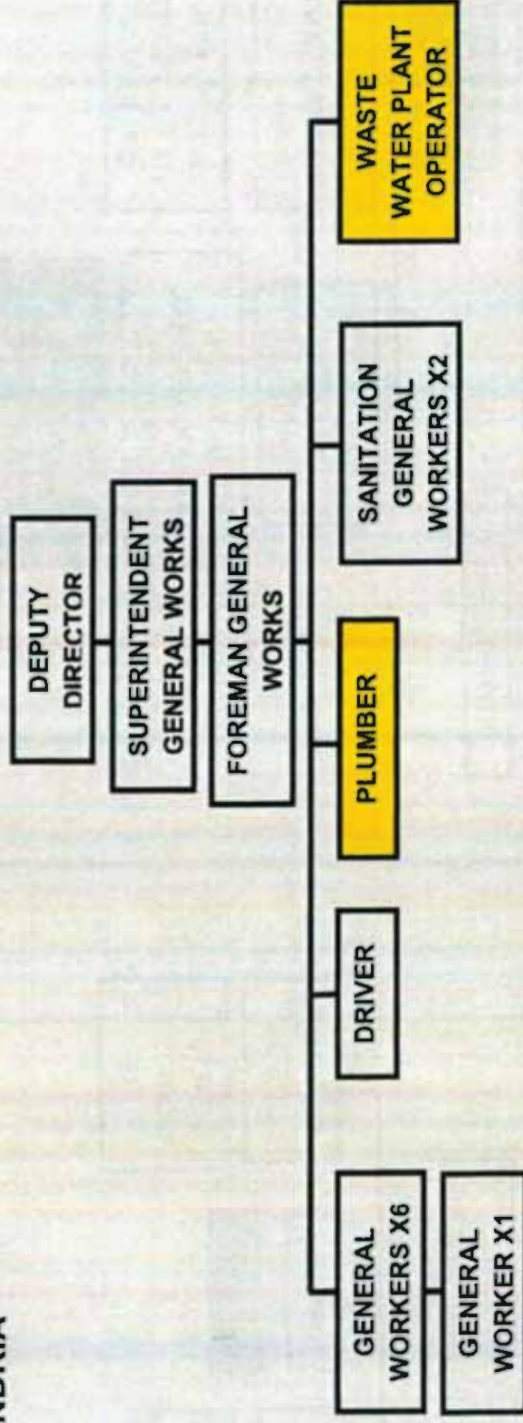 DEPUTY
DIRECTOR
SUPERINTENDENT
GENERAL WORKS
FOREMAN GENERAL
WORKS
GENERAL
WORKERS X6
GENERAL
WORKER X1
DRIVER
PLUMBER
SANITATION
GENERAL
WORKERS X2
WASTE
WATER PLANT
OPERATOR